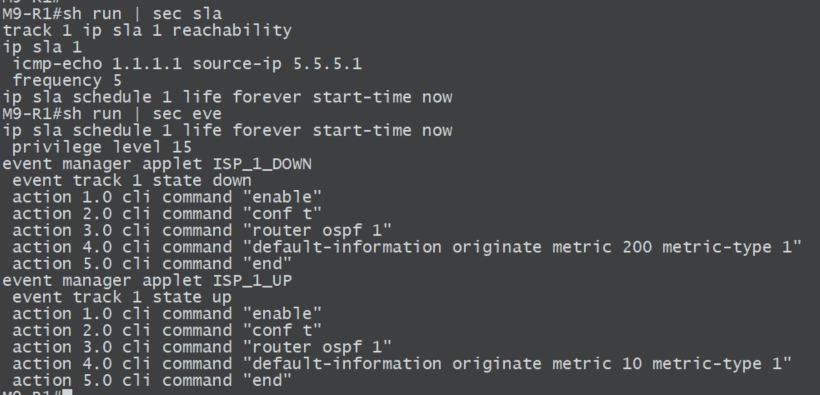 M9-R1#sh run | sec sla
track 1 ip sla 1 reachability
ip sla 1
 icmp-echo 1.1.1.1 source-ip 5.5.5.1
 frequency 5
ip sla schedule 1 life forever start-time now
M9-R1#sh run | sec eve
ip sla schedule 1 life forever start-time now
 privilege level 15
event manager applet ISP_1_DOWN
 event track 1 state down
 action 1.0 cli command "enable"
 action 2.0 cli command "conf t"
 action 3.0 cli command "router ospf 1"
 action 4.0 cli command "default-information originate metric 200 metric-type 1"
 action 5.0 cli command "end"
event manager applet ISP_1_UP
 event track 1 state up
 action 1.0 cli command "enable"
 action 2.0 cli command "conf t"
 action 3.0 cli command "router ospf 1"
 action 4.0 cli command "default-information originate metric 10 metric-type 1"
 action 5.0 cli command "end"
M9-R1#